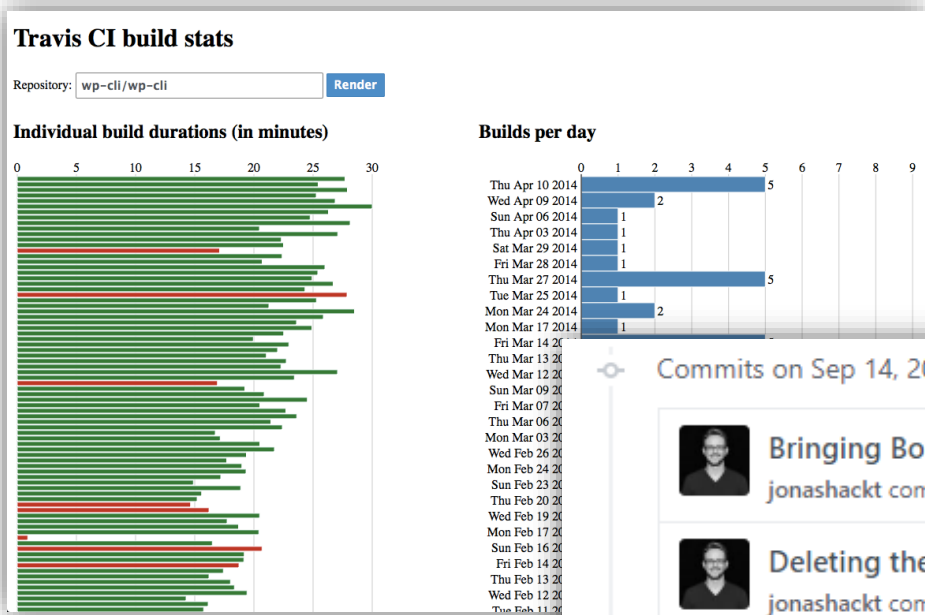 Travis CI build stats
Repository: wp-cli/wp-cli Render
Individual build durations (in minutes)
0 5 10 15 20 25 30
Builds per day
0 1 2 3 4 5 6 7 8 9
Thu Apr 10 2014 5
Wed Apr 09 2014 2
Sun Apr 06 2014 1
Thu Apr 03 2014 1
Sat Mar 29 2014 1
Fri Mar 28 2014 1
Thu Mar 27 2014 5
Tue Mar 25 2014 1
Mon Mar 24 2014 2
Mon Mar 17 2014 1
Fri Mar 14
Thu Mar 13
Wed Mar 12
Sun Mar 09
Fri Mar 07
Thu Mar 06
Mon Mar 03
Wed Feb 26
Mon Feb 24
Sun Feb 23
Thu Feb 20
Wed Feb 19
Mon Feb 17
Sun Feb 16
Fri Feb 14
Thu Feb 13
Wed Feb 12
Tue Feb 11
Commits on Sep 14,
Bringing
jonashackt
Deleting the
jonashackt